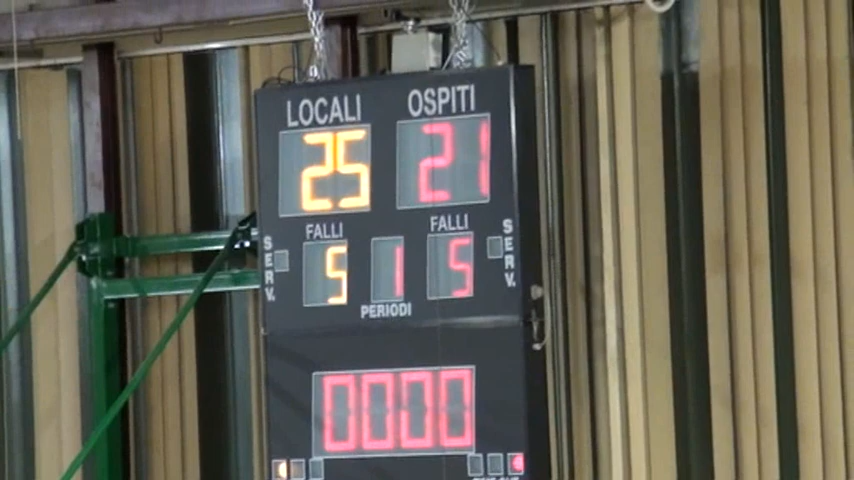 LOCALI OSPITI
25 21
FALLI FALLI
SERV. 5 1 5 SERV.
PERIODI
0000